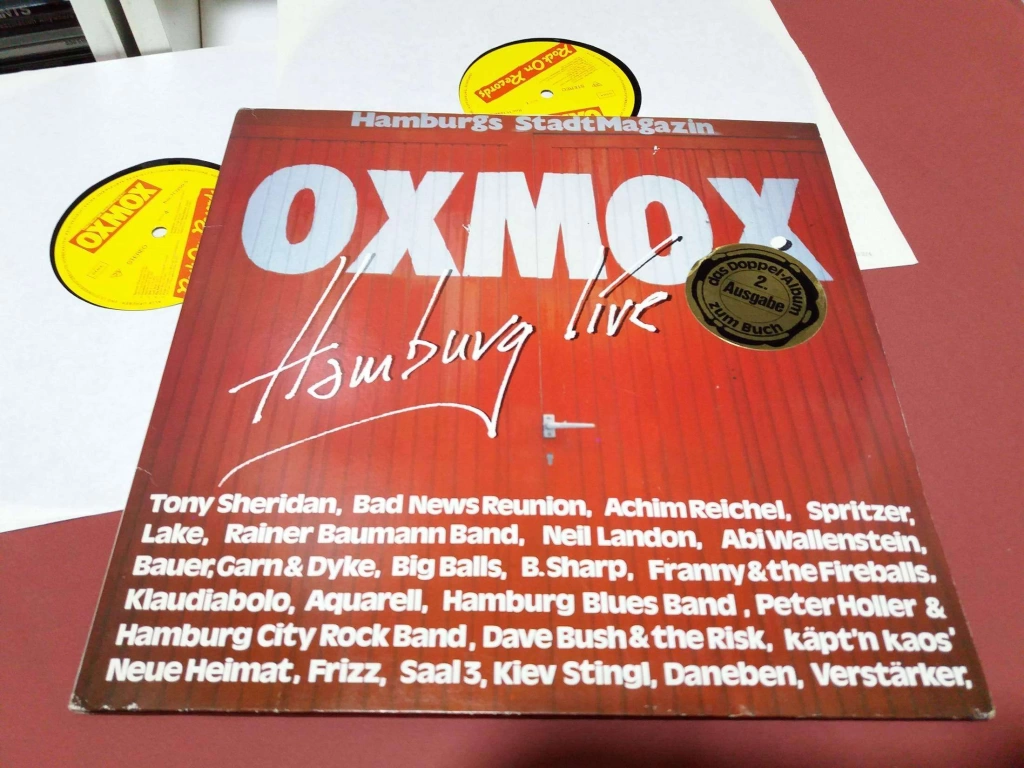 Rock On Records
STEREO
Hamburgs StadtMagazin
OXMOX
Hamburg live
das Doppel-Album
2.
Ausgabe
zum Buch
OXMOX
STEREO
Tony Sheridan, Bad News Reunion, Achim Reichel, Spritzer,
Lake, Rainer Baumann Band, Neil Landon, Abi Wallenstein,
Bauer, Garn & Dyke, Big Balls, B. Sharp, Franny & the Fireballs,
Klaudiabolo, Aquarell, Hamburg Blues Band, Peter Holler &
Hamburg City Rock Band, Dave Bush & the Risk, käpt'n kaos'
Neue Heimat, Frizz, Saal 3, Kiev Stingl, Daneben, Verstärker,